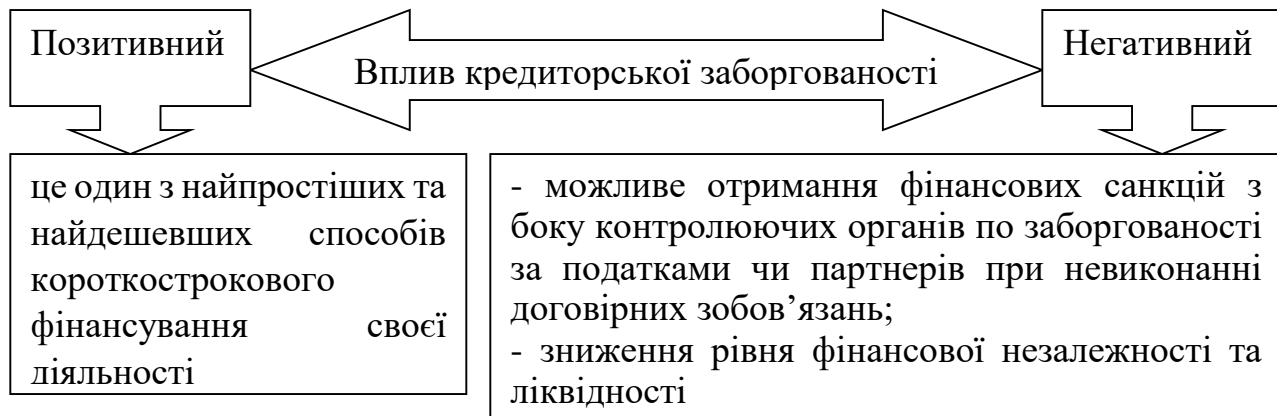 Позитивний
Вплив кредиторської заборгованості
Негативний
це один з найпростіших та
найдешевших способів
короткострокового
фінансування своєї
діяльності
- можливе отримання фінансових санкцій з
боку контролюючих органів по заборгованості
за податками чи партнерів при невиконанні
договірних зобов’язань;
- зниження рівня фінансової незалежності та
ліквідності